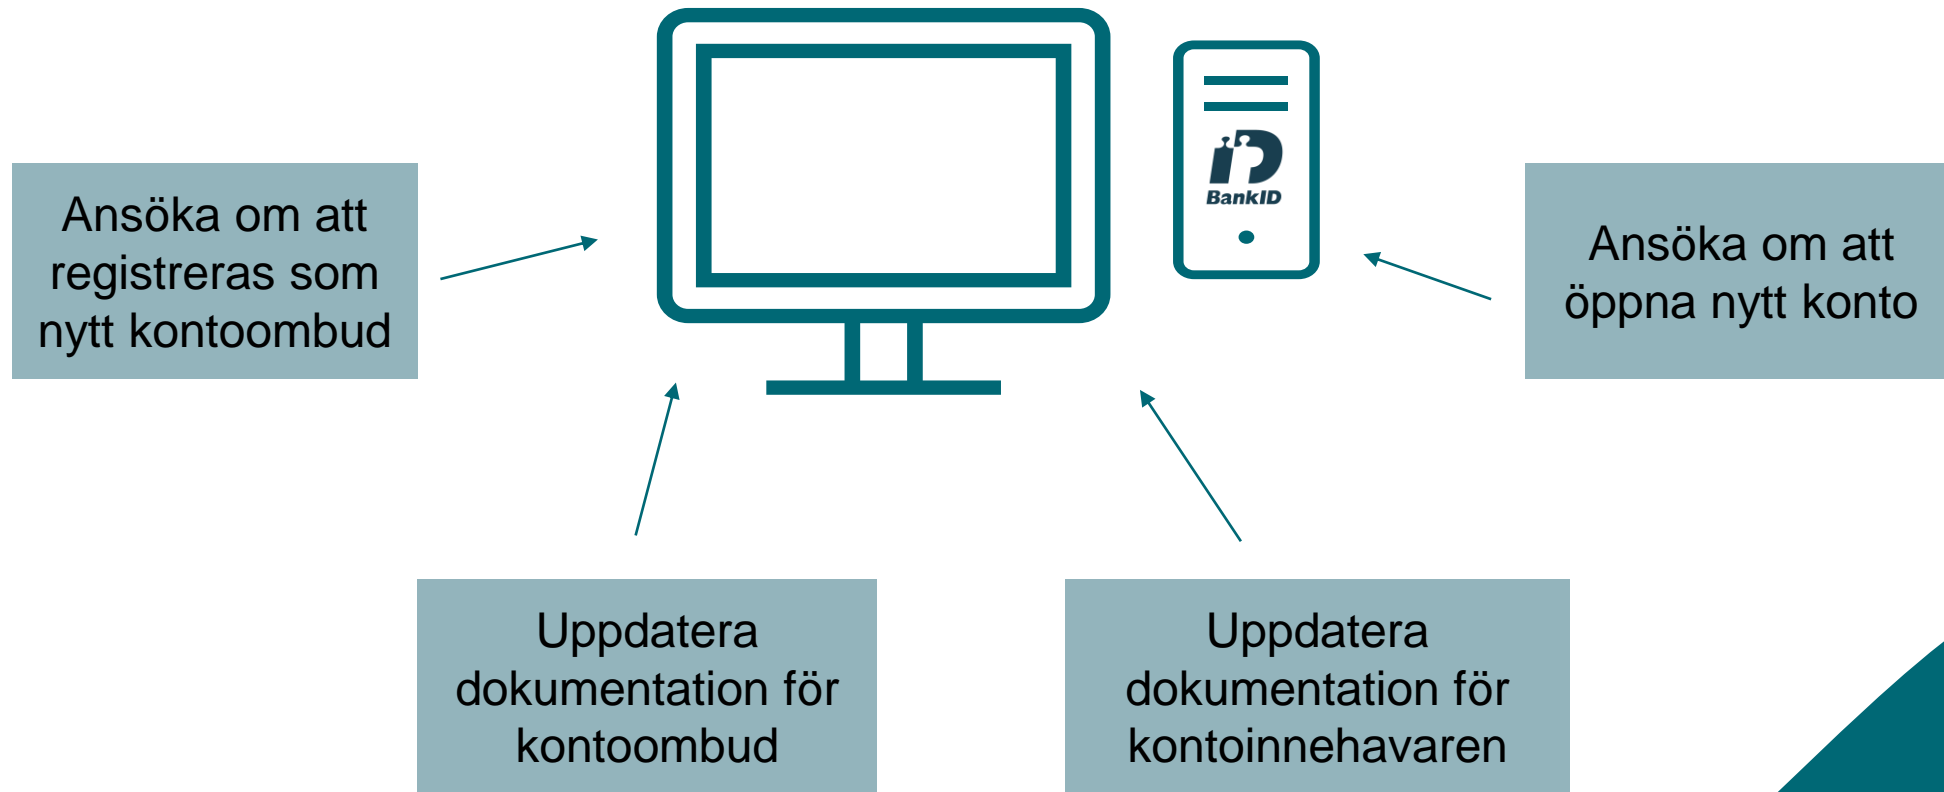 BankID
Ansöka om att
registreras som
nytt kontoombud
Ansöka om att
öppna nytt konto
Uppdatera
dokumentation för
kontoombud
Uppdatera
dokumentation för
kontoinnehavaren